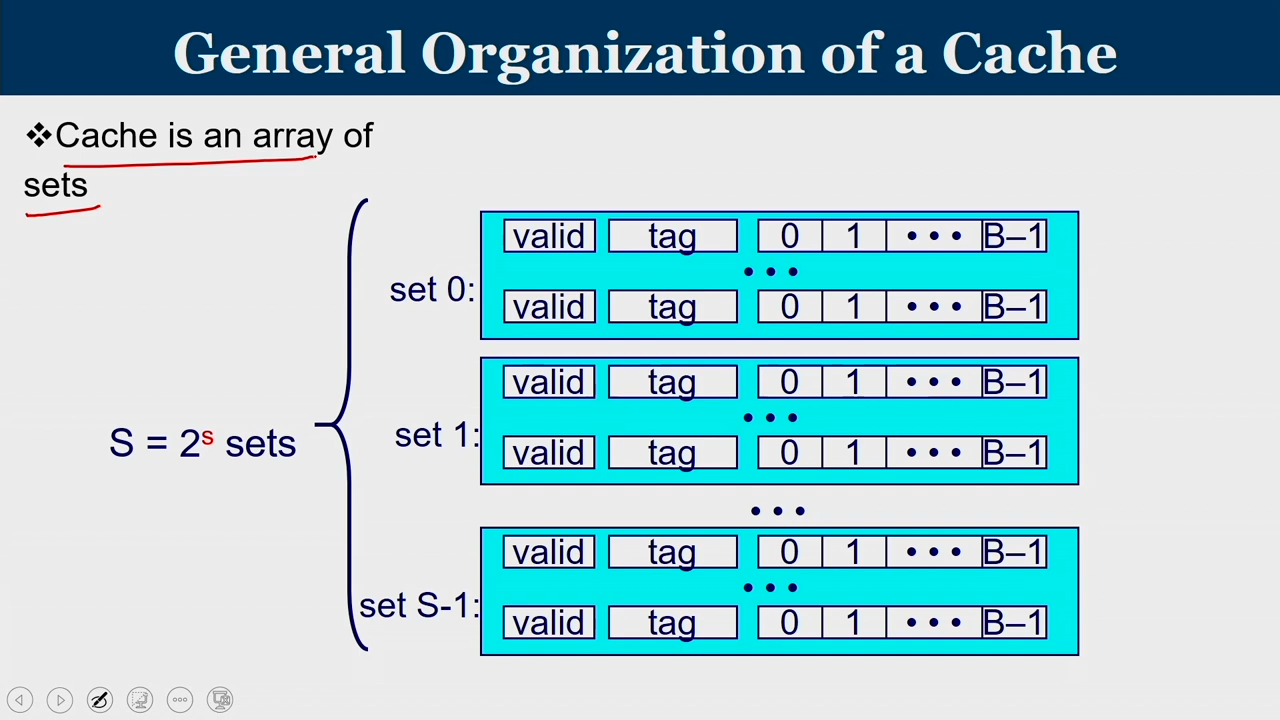 General Organization of a Cache
❖Cache is an array of
sets
valid tag 0 1 • • • B–1
• • •
set 0:
valid tag 0 1 • • • B–1
valid tag 0 1 • • • B–1
• • •
set 1:
S = 2ˢ sets
valid tag 0 1 • • • B–1
• • •
valid tag 0 1 • • • B–1
• • •
set S-1:
valid tag 0 1 • • • B–1